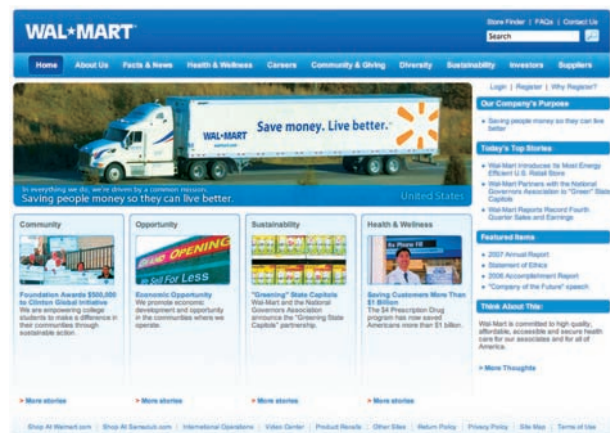 Store Finder | FAQs | Contact Us
WAL★MART
Search
Home About Us Facts & News Health & Wellness Careers Community & Giving Diversity Sustainability Investors Suppliers
Login | Register | Why Register?
WAL-MART
Save money. Live better.
In everything we do, we're driven by a common mission:
Saving people money so they can live better.
United States
Our Company's Purpose
Saving people money so they can live
better
Today's Top Stories
Wal-Mart Introduces Its Most Energy
Efficient U.S. Retail Store
Wal-Mart Partners with the National
Governors Association to "Green" State
Capitols
Wal-Mart Reports Record Fourth
Quarter Sales and Earnings
Featured Items
2007 Annual Report
Statement of Ethics
2006 Accomplishment Report
"Company of the Future" speech
Think About This:
Wal-Mart is committed to high quality,
affordable, accessible and secure health
care for our associates and for all of
America.
> More Thoughts
Community
Foundation Awards $500,000
to Clinton Global Initiative
We are empowering college
students to make a difference in
their communities through
sustainable action.
> More stories
Opportunity
GRAND OPENING
We Sell For Less
Economic Opportunity
We promote economic
development and opportunity
in the communities where we
operate.
> More stories
Sustainability
"Greening" State Capitols
Wal-Mart and the National
Governors Association
announce the "Greening State
Capitols" partnership.
> More stories
Health & Wellness
Saving Customers More Than
$1 Billion
The $4 Prescription Drug
program has now saved
Americans more than $1 billion.
> More stories
Shop At Walmart.com | Shop At Samsclub.com | International Operations | Video Center | Product Recalls | Other Sites | Return Policy | Privacy Policy | Site Map | Terms of Use